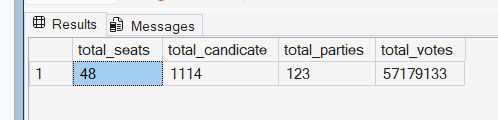 Results Messages
total_seats total_candicate total_parties total_votes
1 48 1114 123 57179133